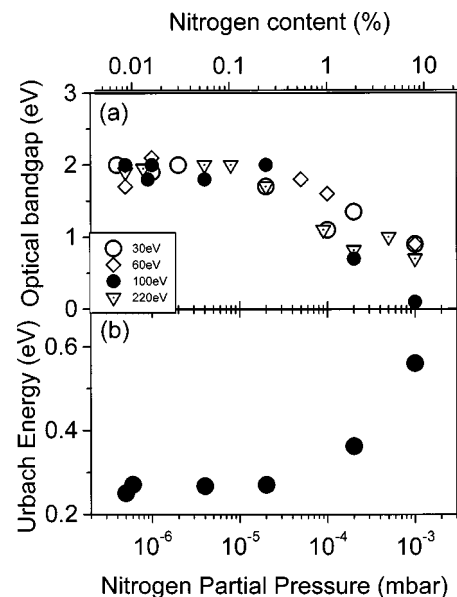 Nitrogen content (%)
0.01 0.1 1 10
Optical bandgap (eV)
3
2
1
0
(a)
30eV
60eV
100eV
220eV
Urbach Energy (eV)
0.6
0.4
0.2
(b)
10⁻⁶ 10⁻⁵ 10⁻⁴ 10⁻³
Nitrogen Partial Pressure (mbar)